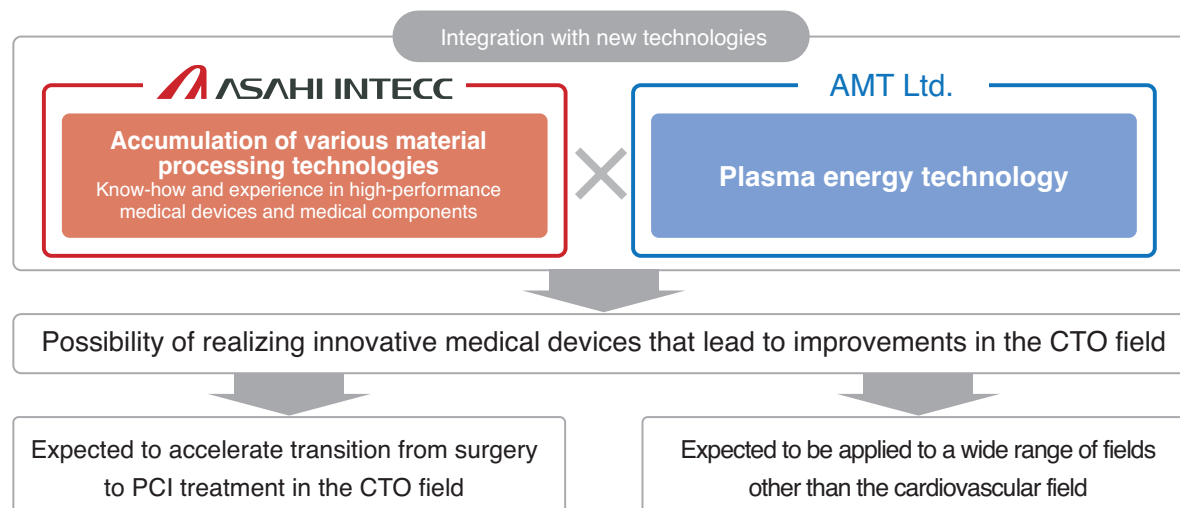 Integration with new technologies
ASAHI INTECC
AMT Ltd.
Accumulation of various material
processing technologies
Know-how and experience in high-performance
medical devices and medical components
Plasma energy technology
Possibility of realizing innovative medical devices that lead to improvements in the CTO field
Expected to accelerate transition from surgery
to PCI treatment in the CTO field
Expected to be applied to a wide range of fields
other than the cardiovascular field